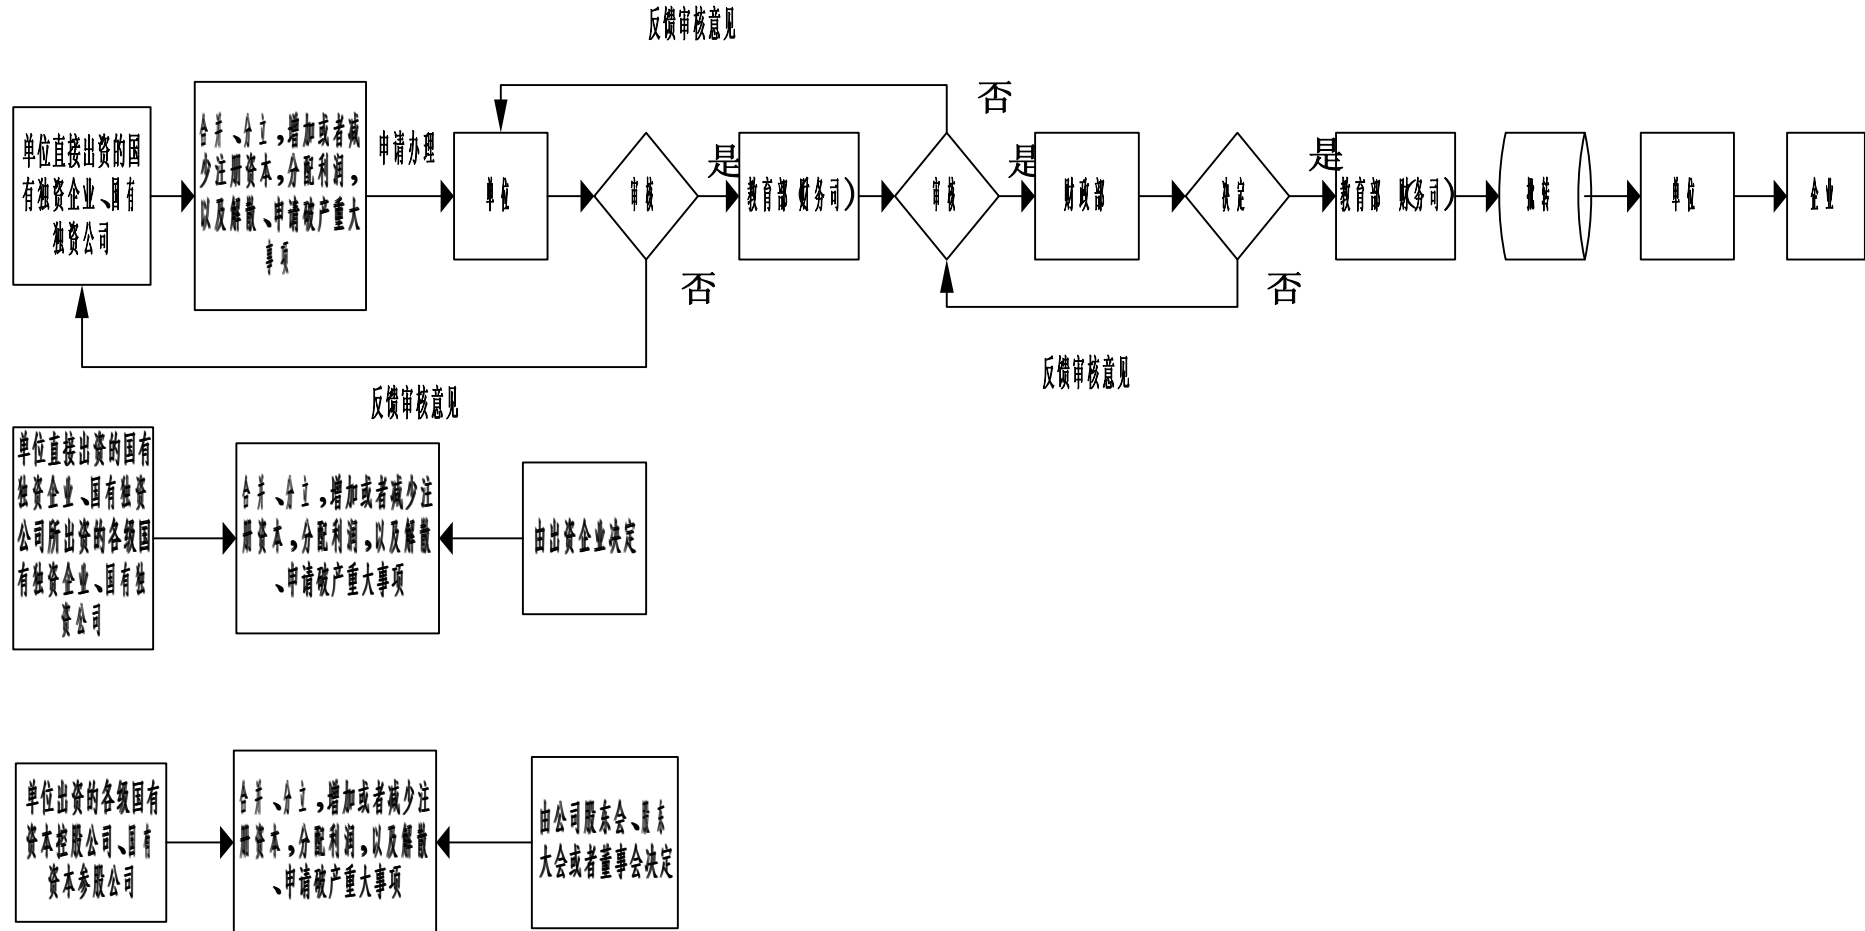 反馈审核意见
单位直接出资的国
有独资企业、国有
独资公司
合并、分立,增加或者减
少注册资本,分配利润,
以及解散、申请破产重大
事项
申请办理
单位
审核
是
否
教育部(财务司)
审核
否
是
财政部
决定
是
否
教育部(财务司)
批转
单位
企业
反馈审核意见
反馈审核意见
单位直接出资的国有
独资企业、国有独资
公司所出资的各级国
有独资企业、国有独
资公司
合并、分立,增加或者减少注
册资本,分配利润,以及解散
、申请破产重大事项
由出资企业决定
单位出资的各级国有
资本控股公司、国有
资本参股公司
合并、分立,增加或者减少注
册资本,分配利润,以及解散
、申请破产重大事项
由公司股东会、股东
大会或者董事会决定